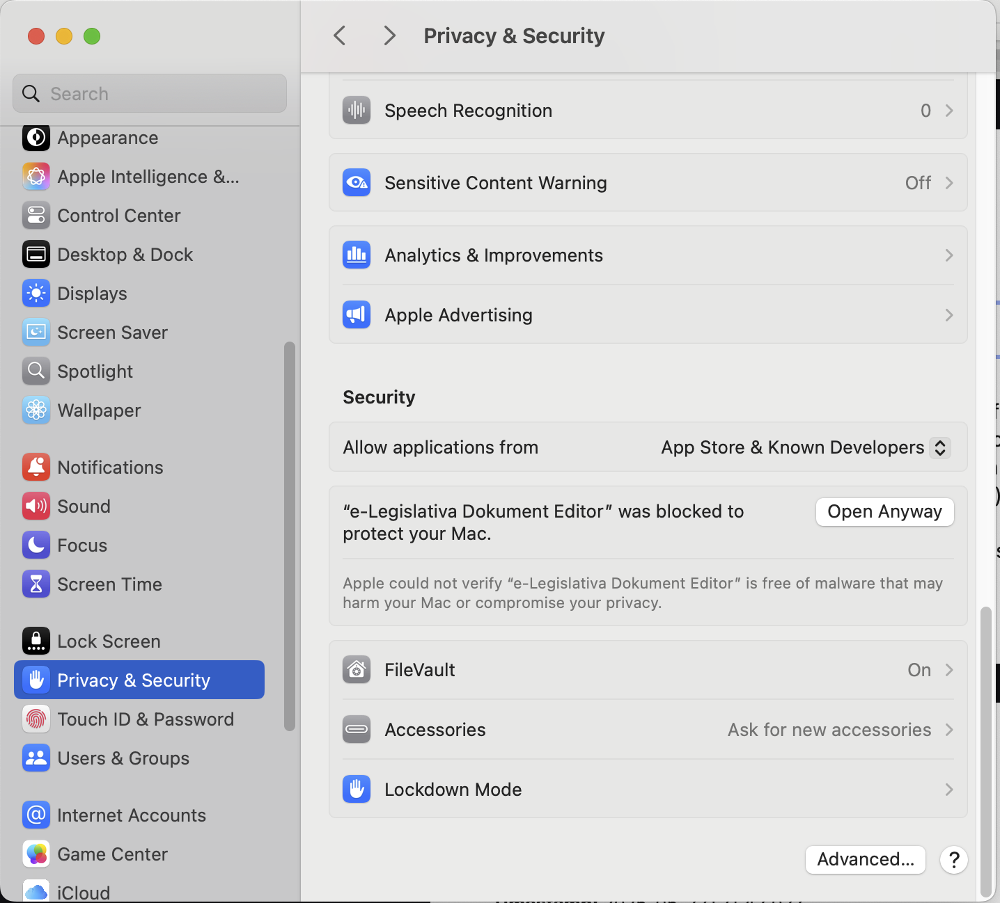 Privacy & Security
Search
Appearance
Apple Intelligence &...
Control Center
Desktop & Dock
Displays
Screen Saver
Spotlight
Wallpaper
Notifications
Sound
Focus
Screen Time
Lock Screen
Privacy & Security
Touch ID & Password
Users & Groups
Internet Accounts
Game Center
iCloud
Speech Recognition 0
Sensitive Content Warning Off
Analytics & Improvements
Apple Advertising
Security
Allow applications from App Store & Known Developers
“e-Legislativa Dokument Editor” was blocked to Open Anyway
protect your Mac.
Apple could not verify “e-Legislativa Dokument Editor” is free of malware that may
harm your Mac or compromise your privacy.
FileVault On
Accessories Ask for new accessories
Lockdown Mode
Advanced... ?